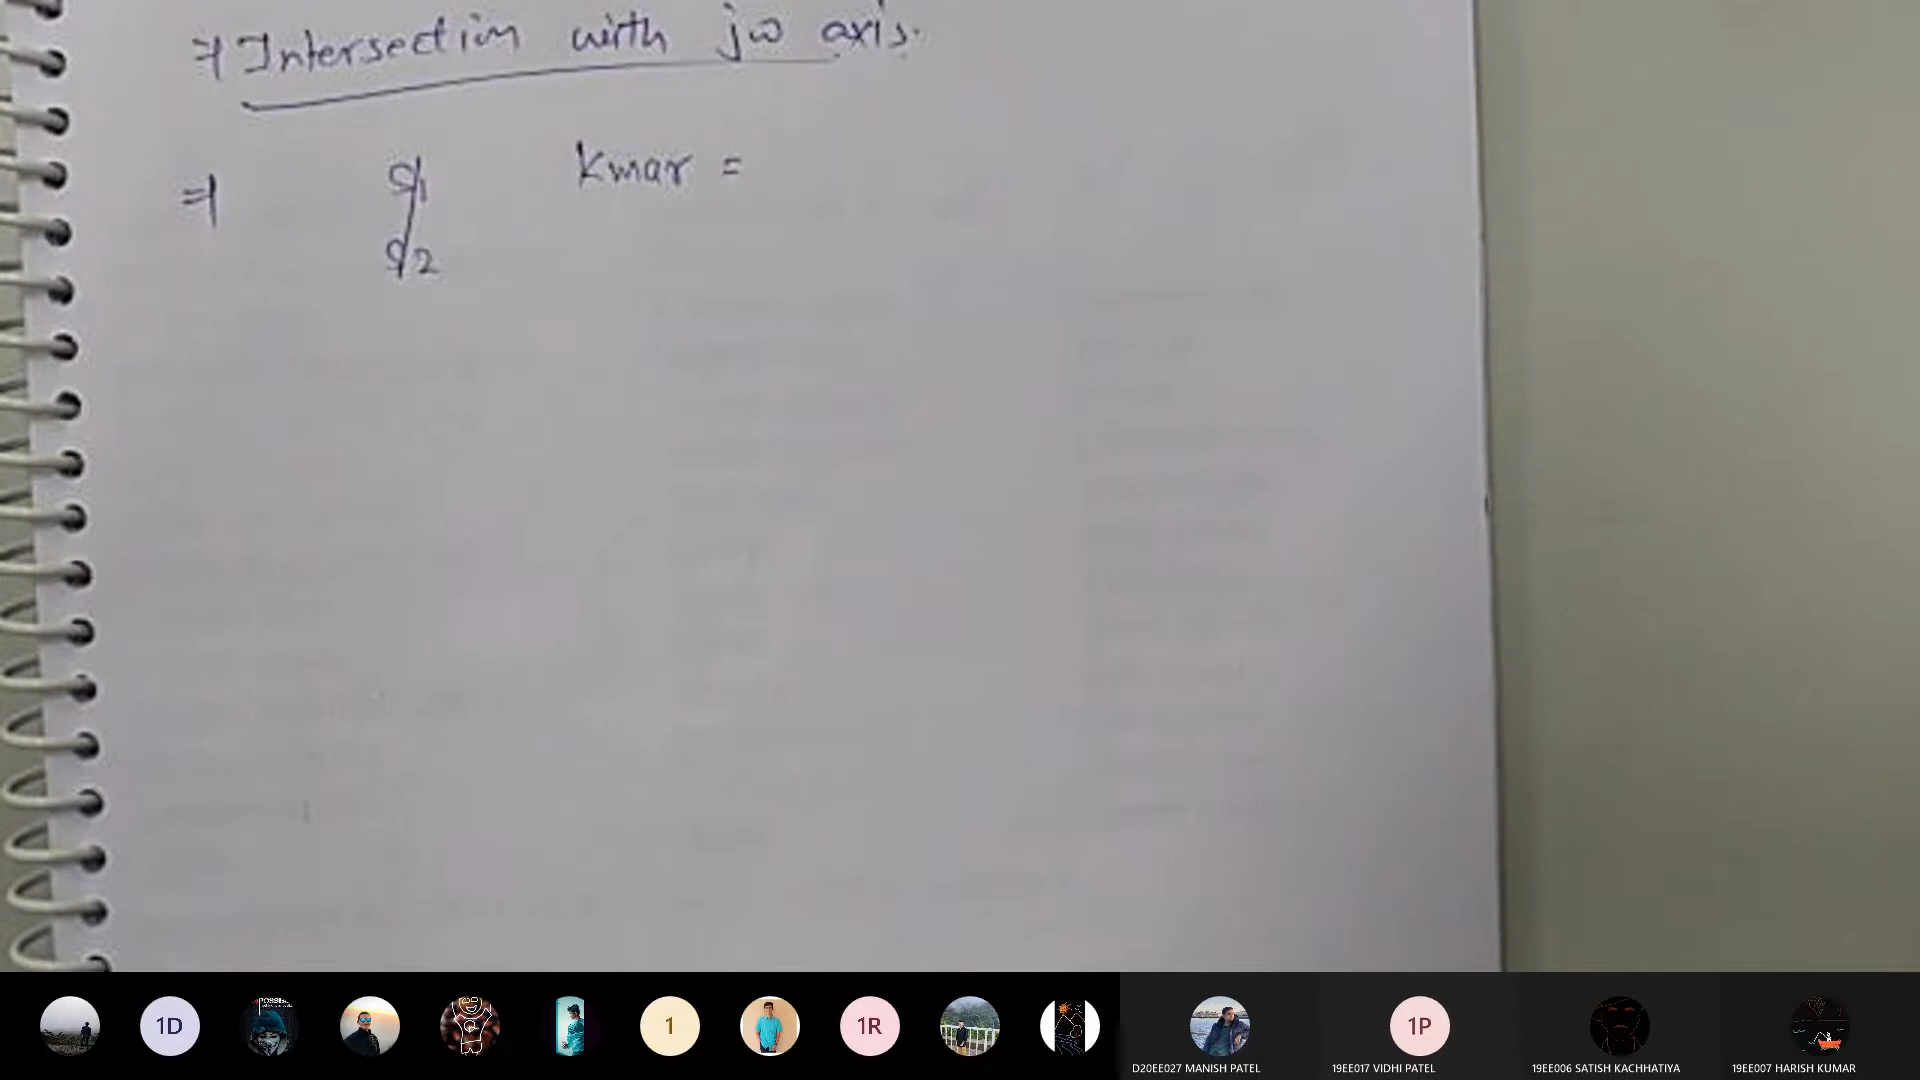 ⇒ Intersection with jω axis.
⇒ S1 Kmax =
S2
1D
1
1R
1P
D20EE027 MANISH PATEL
19EE017 VIDHI PATEL
19EE006 SATISH KACHHATIYA
19EE007 HARISH KUMAR